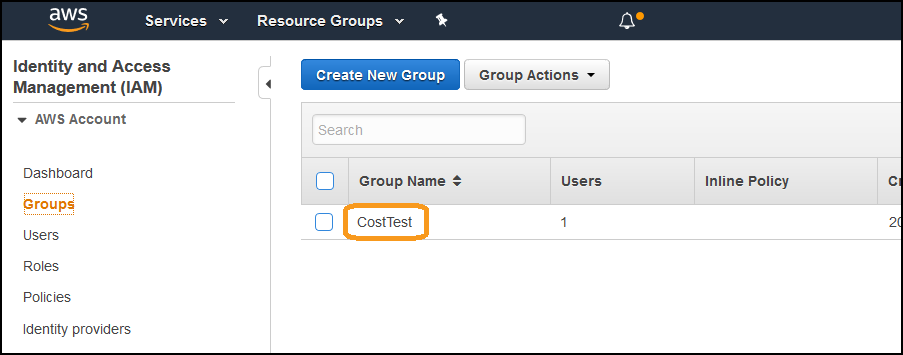 aws Services Resource Groups
Identity and Access
Management (IAM)
AWS Account
Dashboard
Groups
Users
Roles
Policies
Identity providers
Create New Group Group Actions
Search
Group Name Users Inline Policy Cr
CostTest 1 20